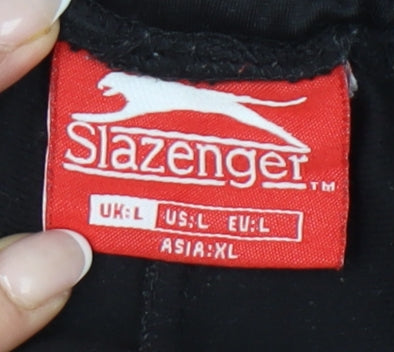 Slazenger™
UK:L US:L EU:L
ASIA:XL